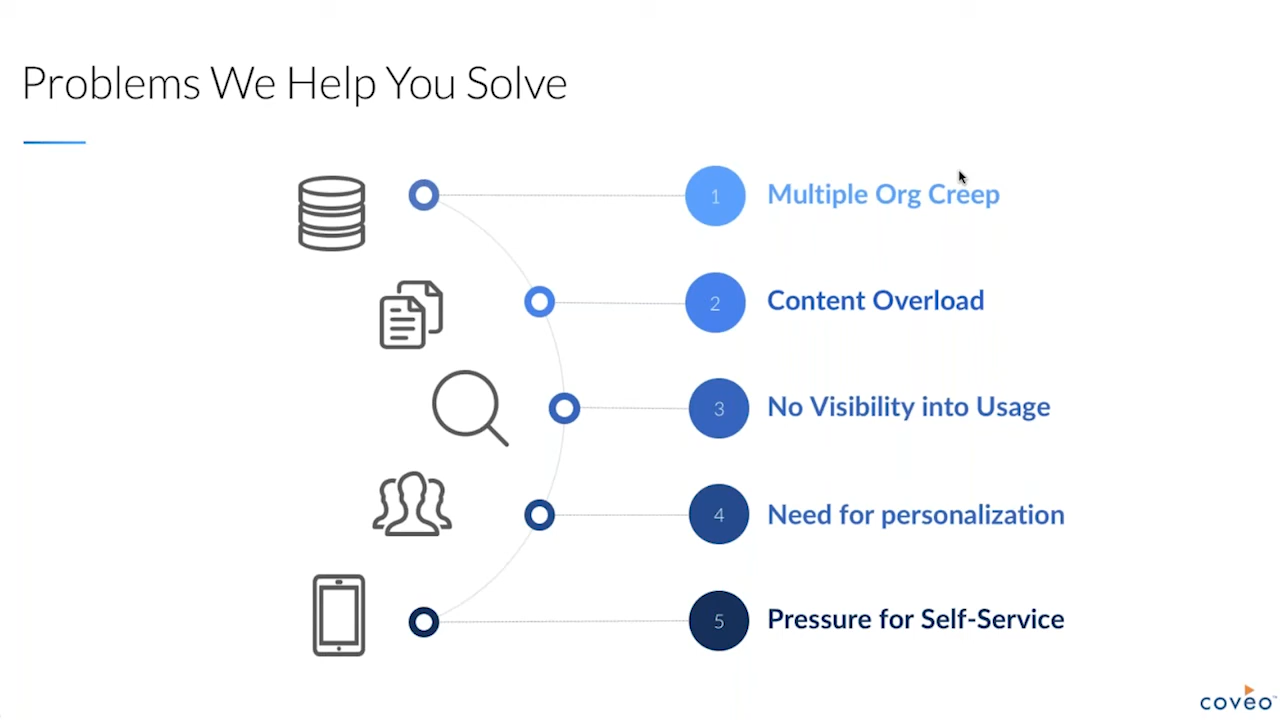 Problems We Help You Solve
1 Multiple Org Creep
2 Content Overload
3 No Visibility into Usage
4 Need for personalization
5 Pressure for Self-Service
coveo™